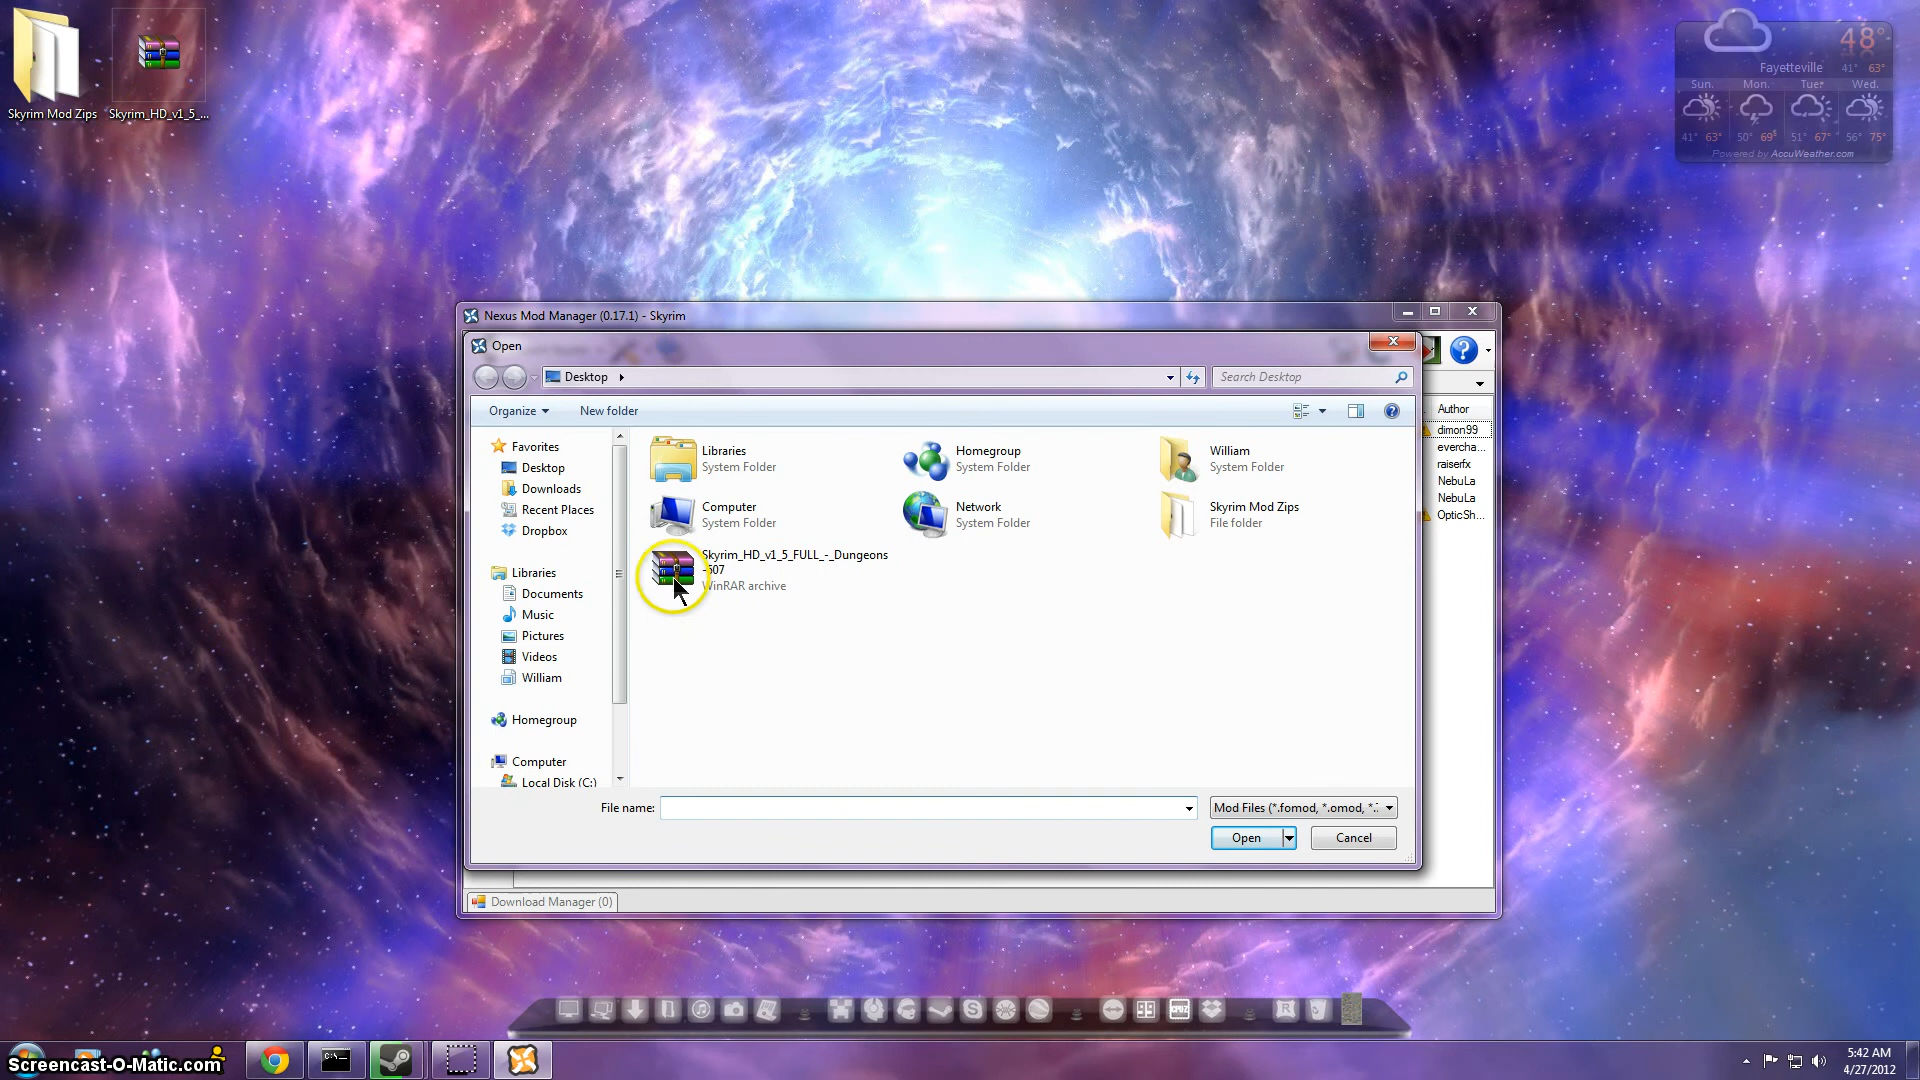 Skyrim Mod Zips
Skyrim_HD_v1_5_...
48°
Fayetteville 41° 63°
Sun. Mon. Tue. Wed.
41° 63° 50° 69° 51° 67° 56° 75°
Powered by AccuWeather.com
Nexus Mod Manager (0.17.1) - Skyrim
Open
Desktop
Search Desktop
Organize
New folder
Author
dimon99
evercha...
raiserfx
NebuLa
NebuLa
OpticSh...
Favorites
Desktop
Downloads
Recent Places
Dropbox
Libraries
Documents
Music
Pictures
Videos
William
Homegroup
Computer
Local Disk (C:)
Libraries
System Folder
Homegroup
System Folder
William
System Folder
Computer
System Folder
Network
System Folder
Skyrim Mod Zips
File folder
Skyrim_HD_v1_5_FULL_-_Dungeons
-607
WinRAR archive
File name:
Mod Files (*.fomod, *.omod, *.
Open
Cancel
Download Manager (0)
Screencast-O-Matic.com
5:42 AM
4/27/2012